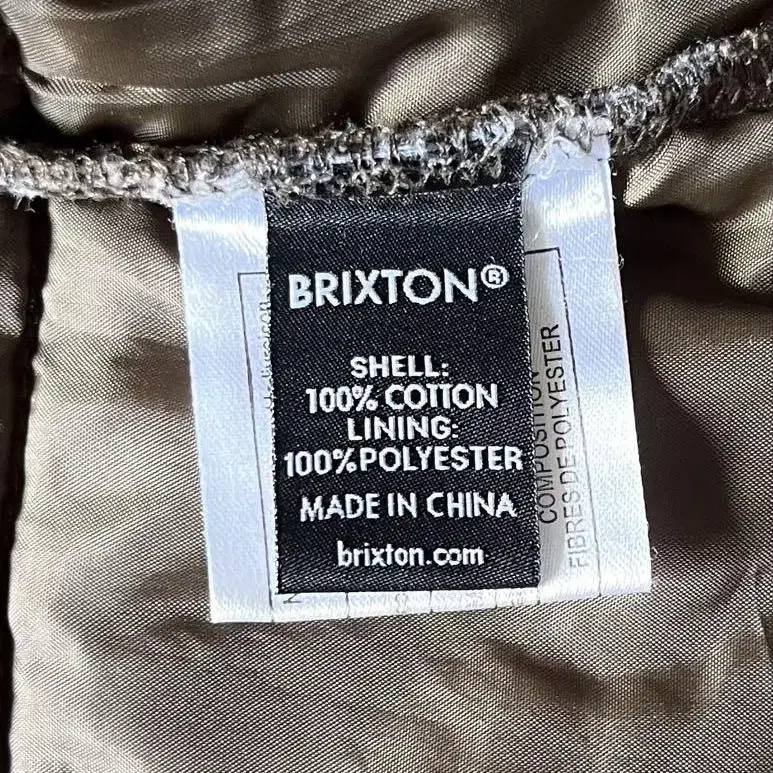 BRIXTON®
SHELL:
100% COTTON
LINING:
100%POLYESTER
MADE IN CHINA
brixton.com
COMPOSITION
FIBRES DE POLYESTER